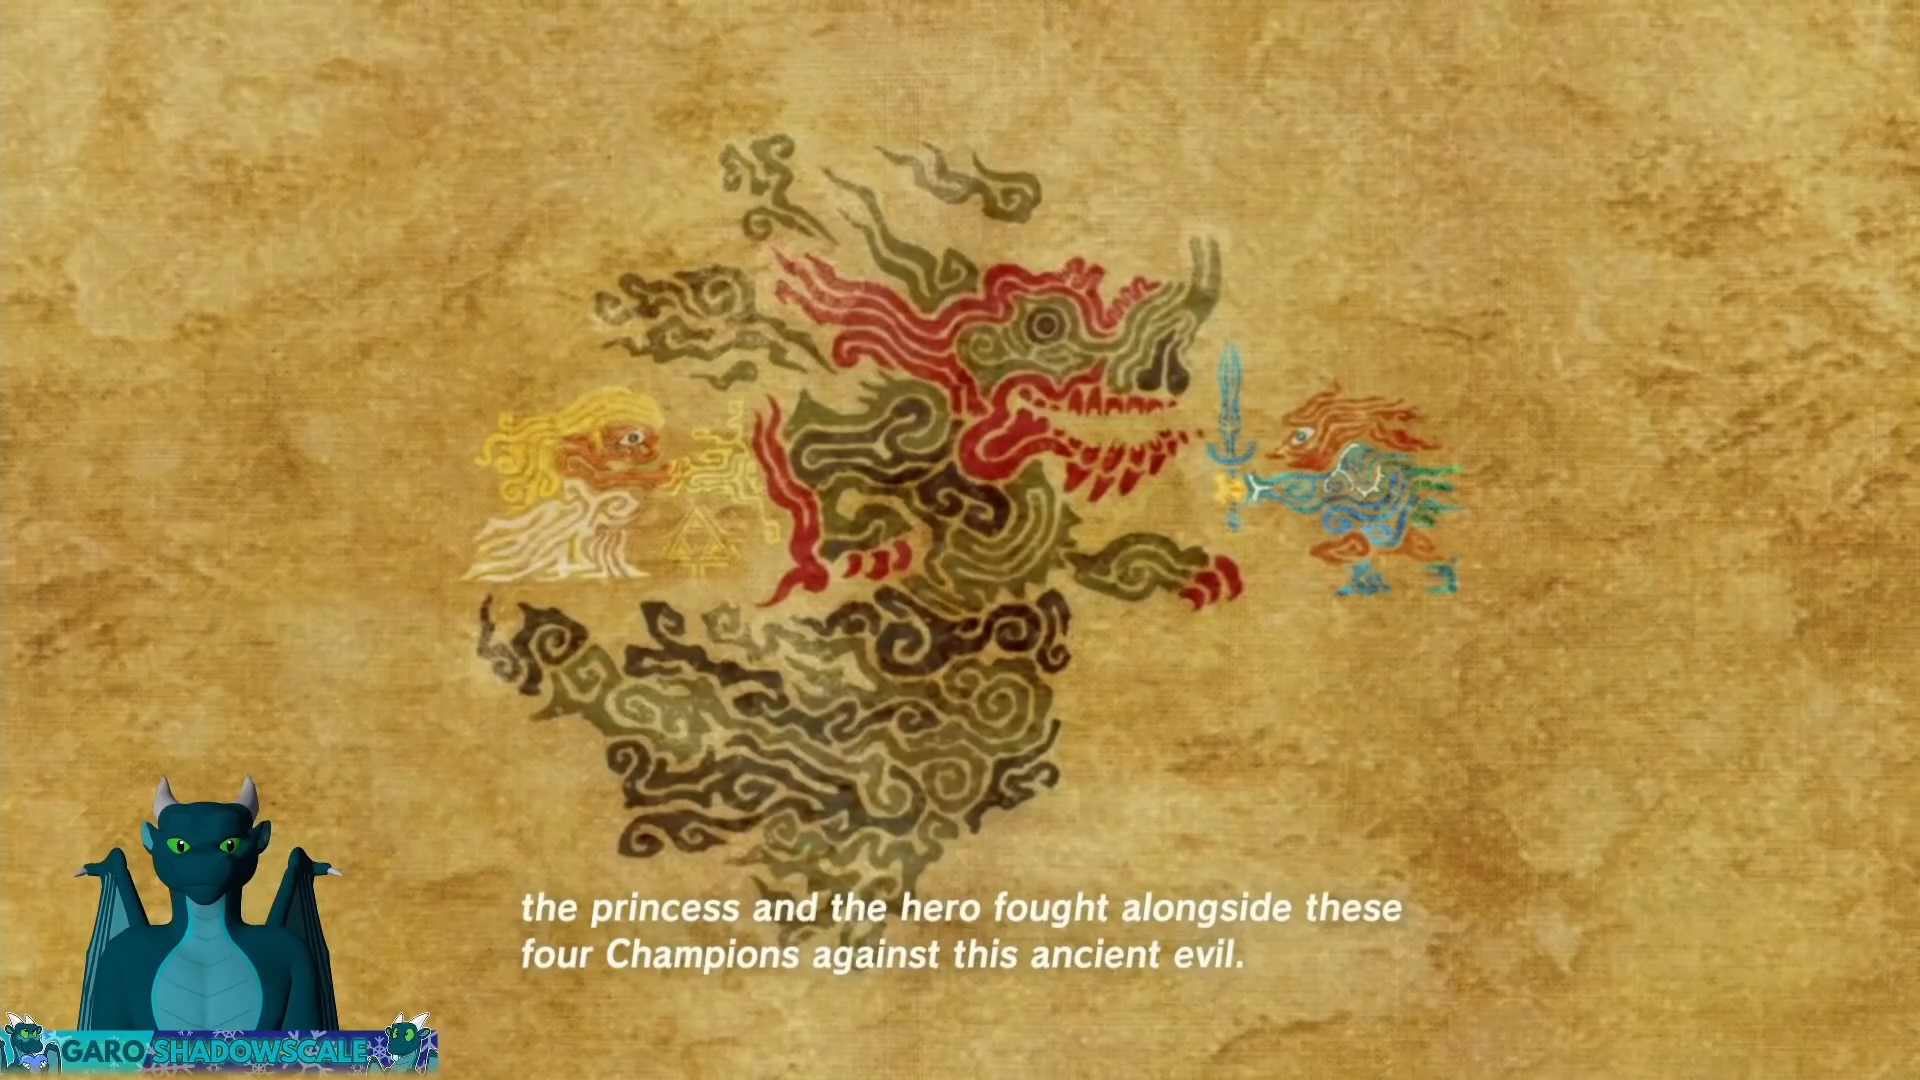 the princess and the hero fought alongside these
four Champions against this ancient evil.
GARO SHADOWSCALE